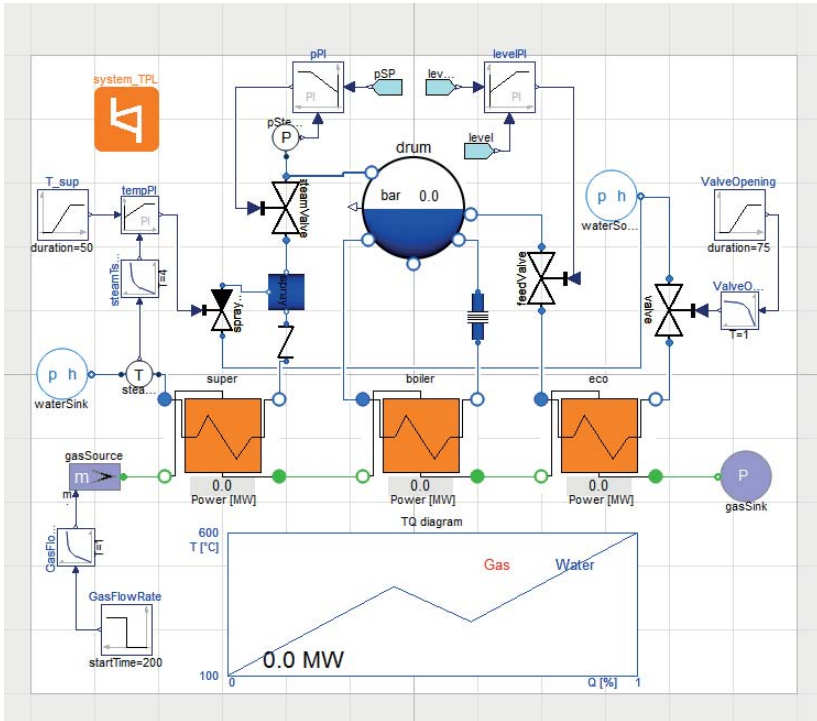 pPI
levelPI
system_TPL
pSP
lev...
PI
PI
pSte...
P
level
drum
T_sup
tempPI
bar 0.0
p h
ValveOpening
PI
steamValve
waterSo...
duration=50
duration=75
steamTs...
T=4
spray
feedValve
ValveO...
spray...
valve
T=1
p h
T
super
boiler
eco
waterSink
stea...
gasSource
m
0.0
0.0
0.0
P
Power [MW]
Power [MW]
Power [MW]
gasSink
m...
TQ diagram
600
T [°C]
Gas
Water
GasFlo...
T=1
GasFlowRate
0.0 MW
startTime=200
100
0
Q [%]
1